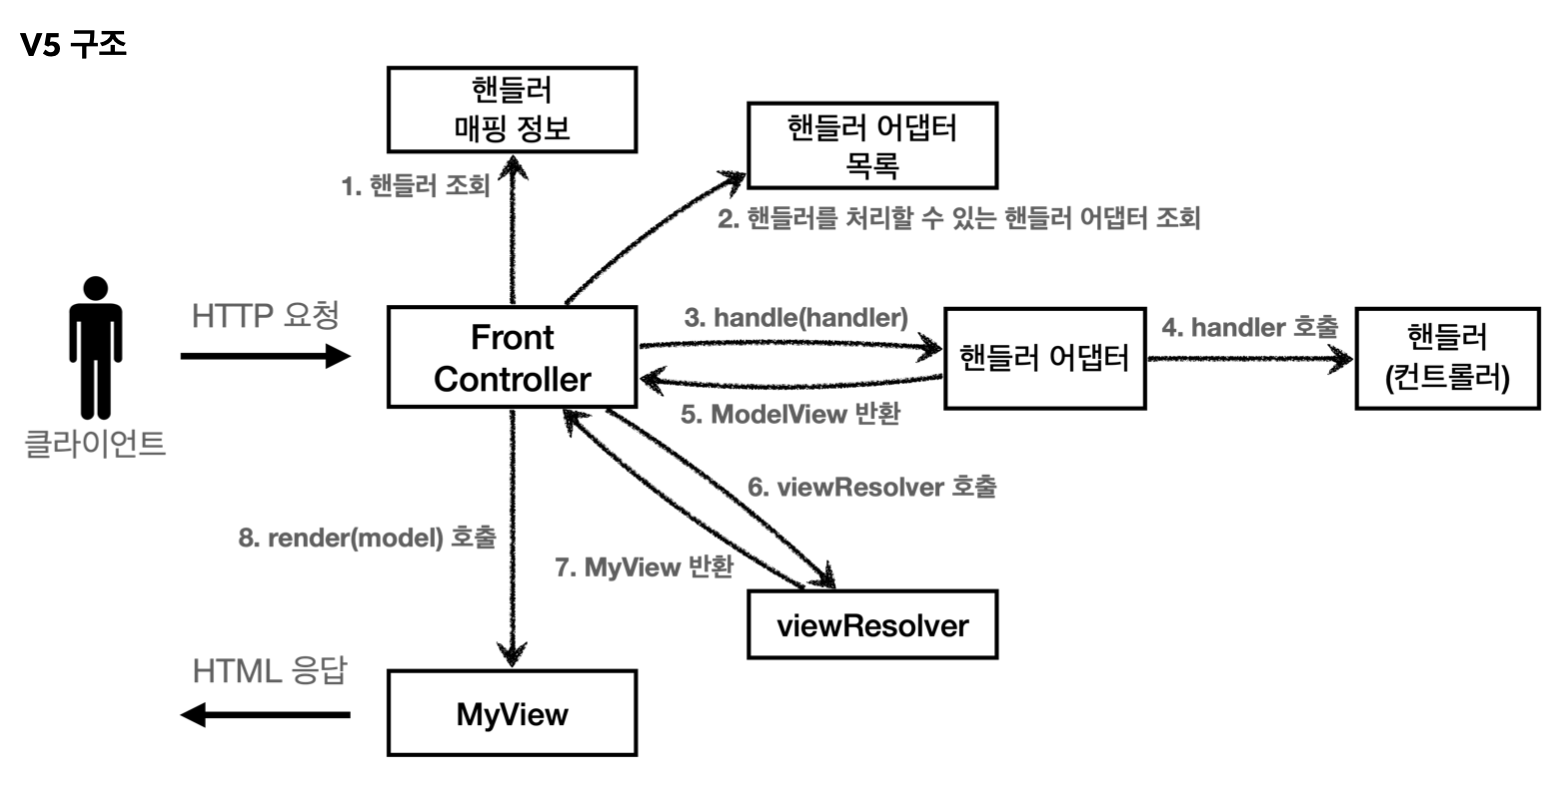 V5 구조
핸들러
매핑 정보
핸들러 어댑터
목록
1. 핸들러 조회
2. 핸들러를 처리할 수 있는 핸들러 어댑터 조회
HTTP 요청
클라이언트
Front
Controller
3. handle(handler)
핸들러 어댑터
4. handler 호출
핸들러
(컨트롤러)
5. ModelView 반환
6. viewResolver 호출
8. render(model) 호출
7. MyView 반환
viewResolver
HTML 응답
MyView